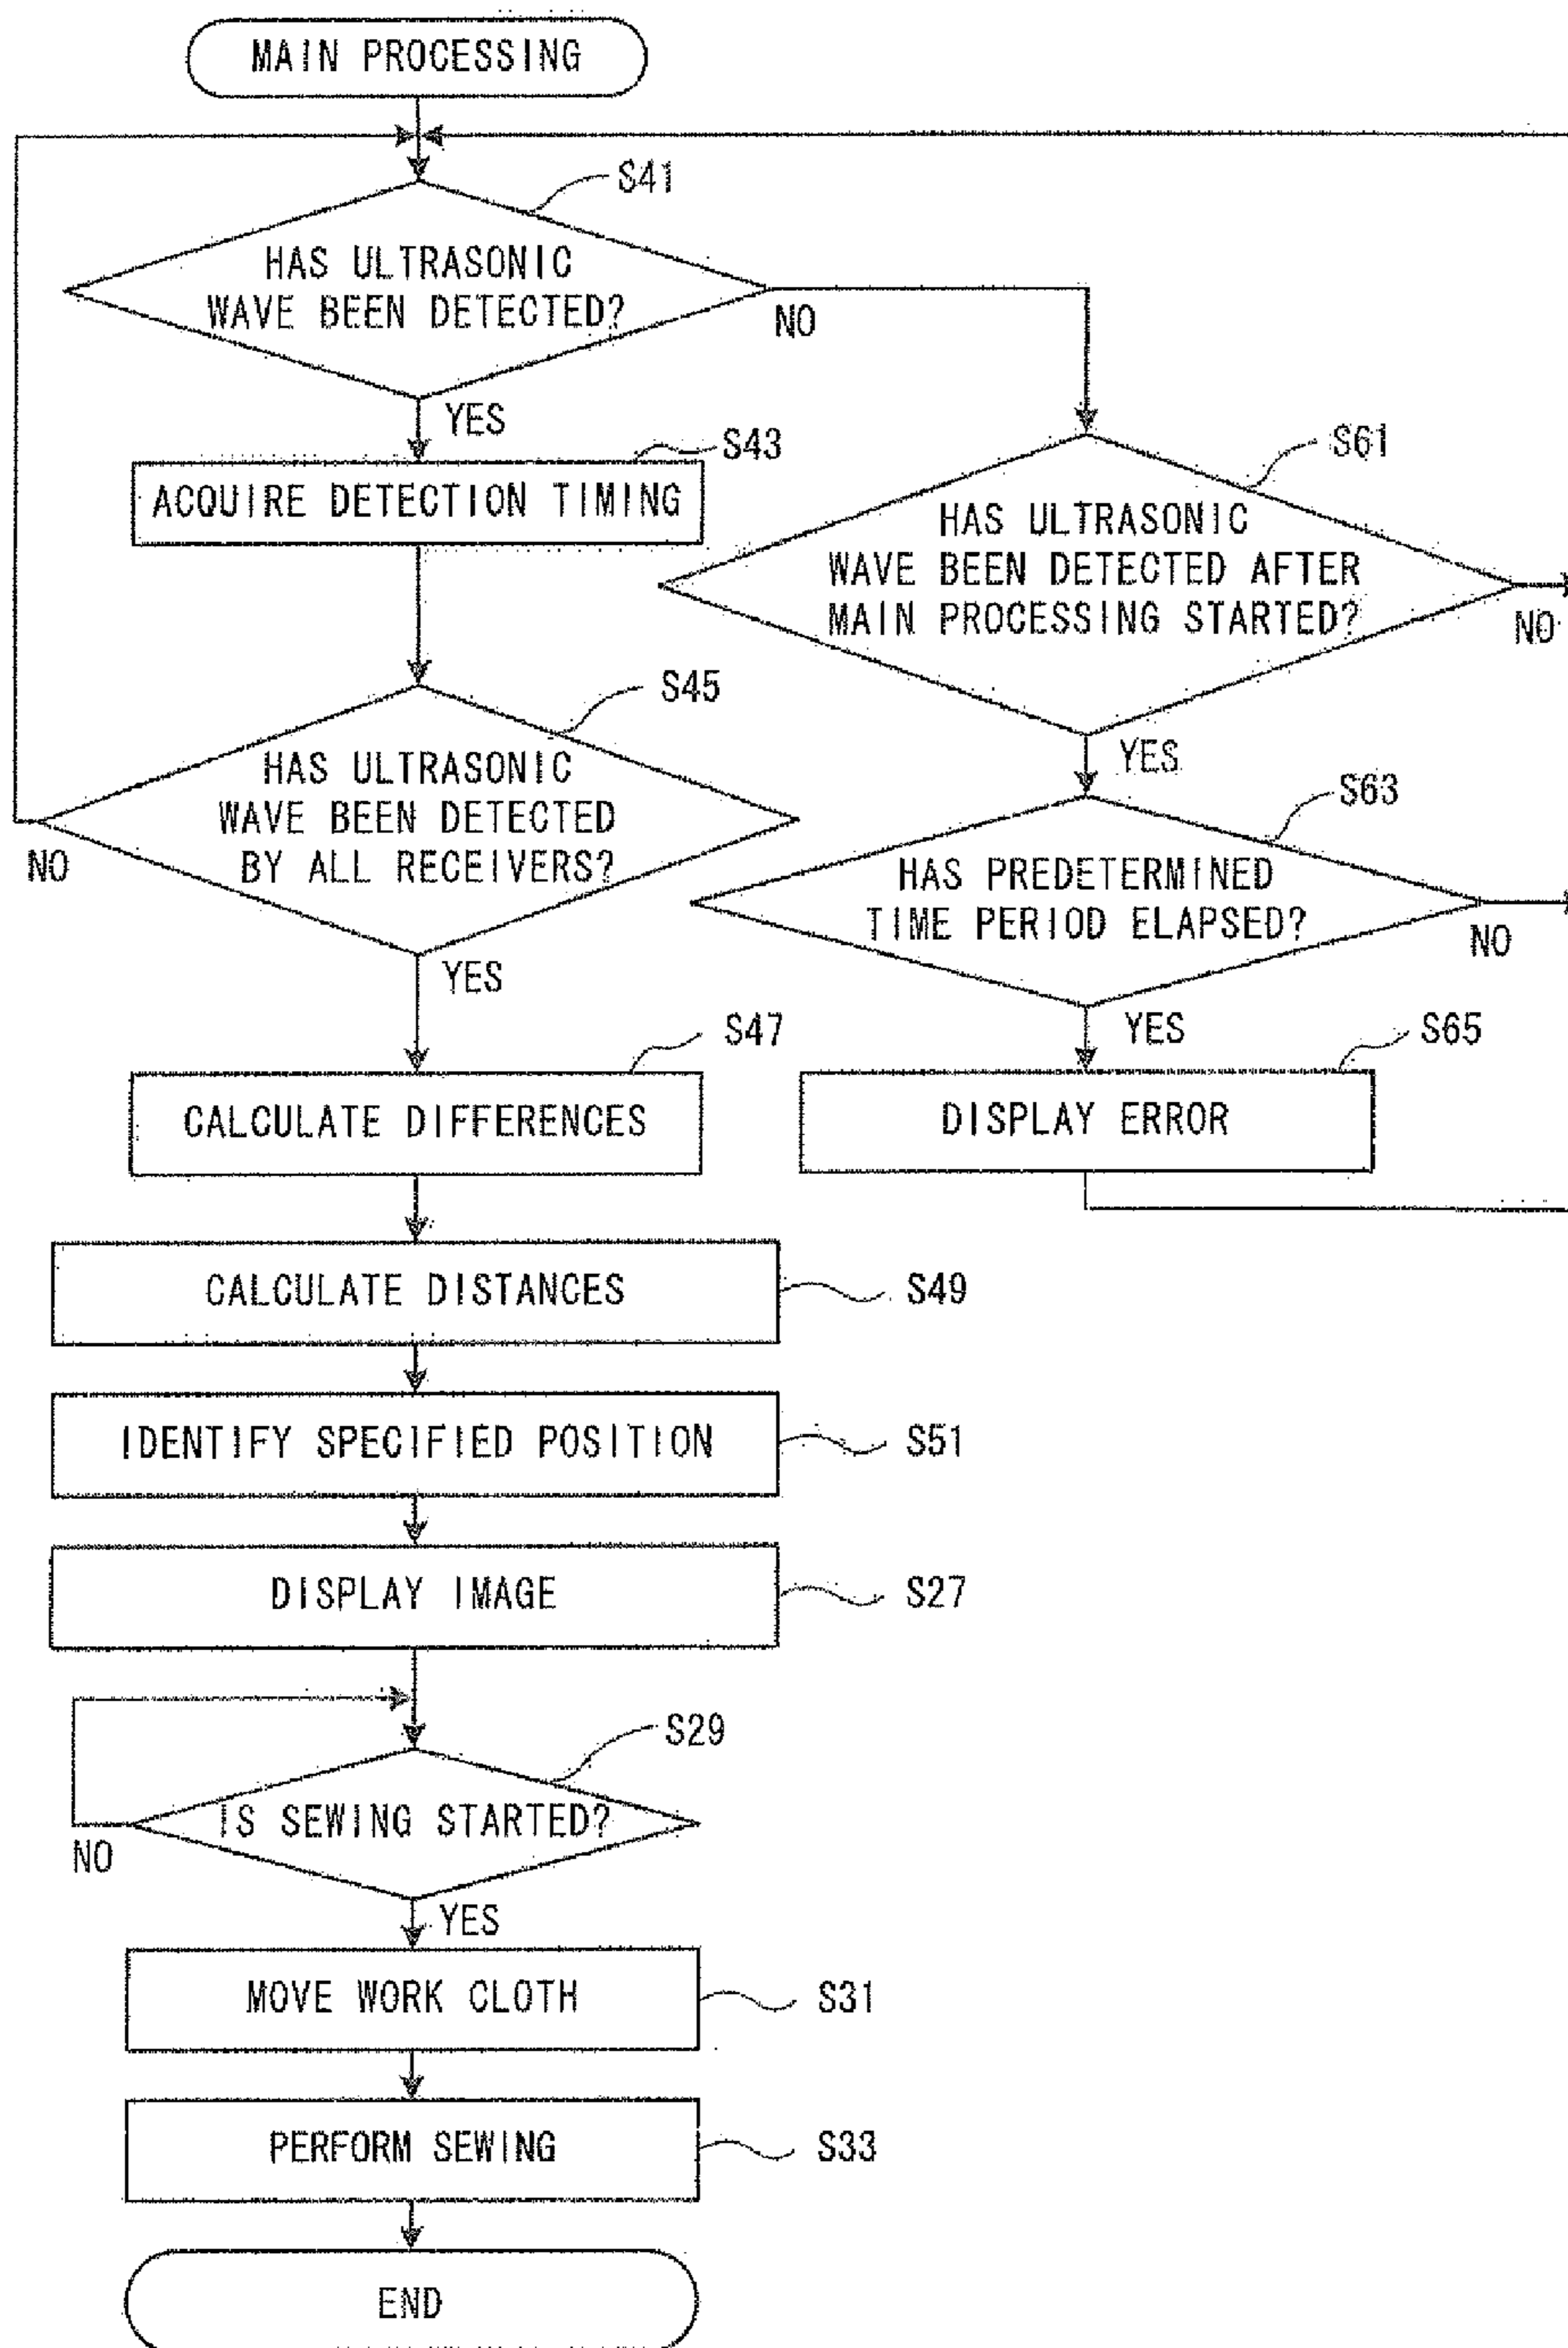 MAIN PROCESSING
S41
HAS ULTRASONIC
WAVE BEEN DETECTED?
NO
YES
S43
ACQUIRE DETECTION TIMING
S61
HAS ULTRASONIC
WAVE BEEN DETECTED AFTER
MAIN PROCESSING STARTED?
NO
YES
S45
HAS ULTRASONIC
WAVE BEEN DETECTED
BY ALL RECEIVERS?
NO
YES
S63
HAS PREDETERMINED
TIME PERIOD ELAPSED?
NO
YES
S47
CALCULATE DIFFERENCES
S65
DISPLAY ERROR
CALCULATE DISTANCES
S49
IDENTIFY SPECIFIED POSITION
S51
DISPLAY IMAGE
S27
S29
IS SEWING STARTED?
NO
YES
MOVE WORK CLOTH
S31
PERFORM SEWING
S33
END